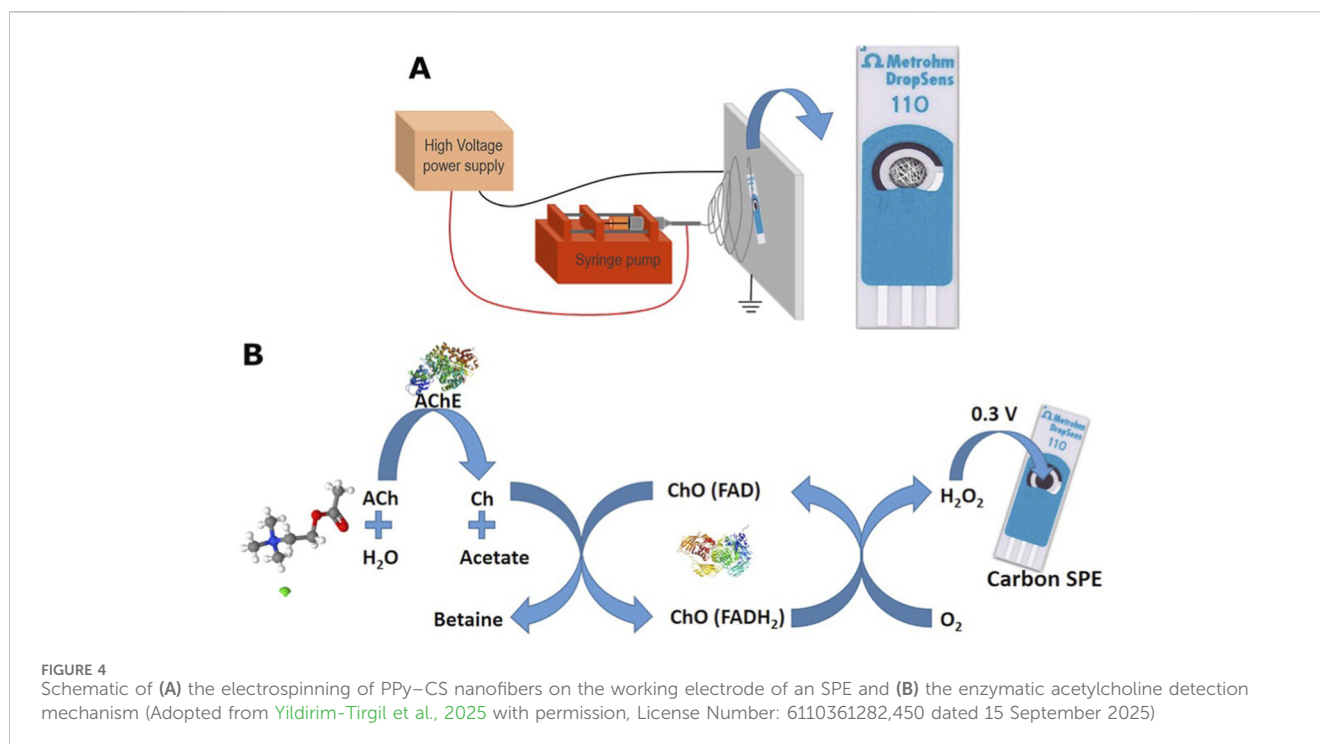 A
High Voltage
power supply
Syringe pump
Ω Metrohm
DropSens
110
B
AChE
ACh
H₂O
Ch
Acetate
Betaine
ChO (FAD)
ChO (FADH₂)
H₂O₂
O₂
0.3 V
Ω Metrohm
DropSens
110
Carbon SPE
FIGURE 4
Schematic of (A) the electrospinning of PPy–CS nanofibers on the working electrode of an SPE and (B) the enzymatic acetylcholine detection
mechanism (Adopted from Yildirim-Tirgil et al., 2025 with permission, License Number: 6110361282,450 dated 15 September 2025)